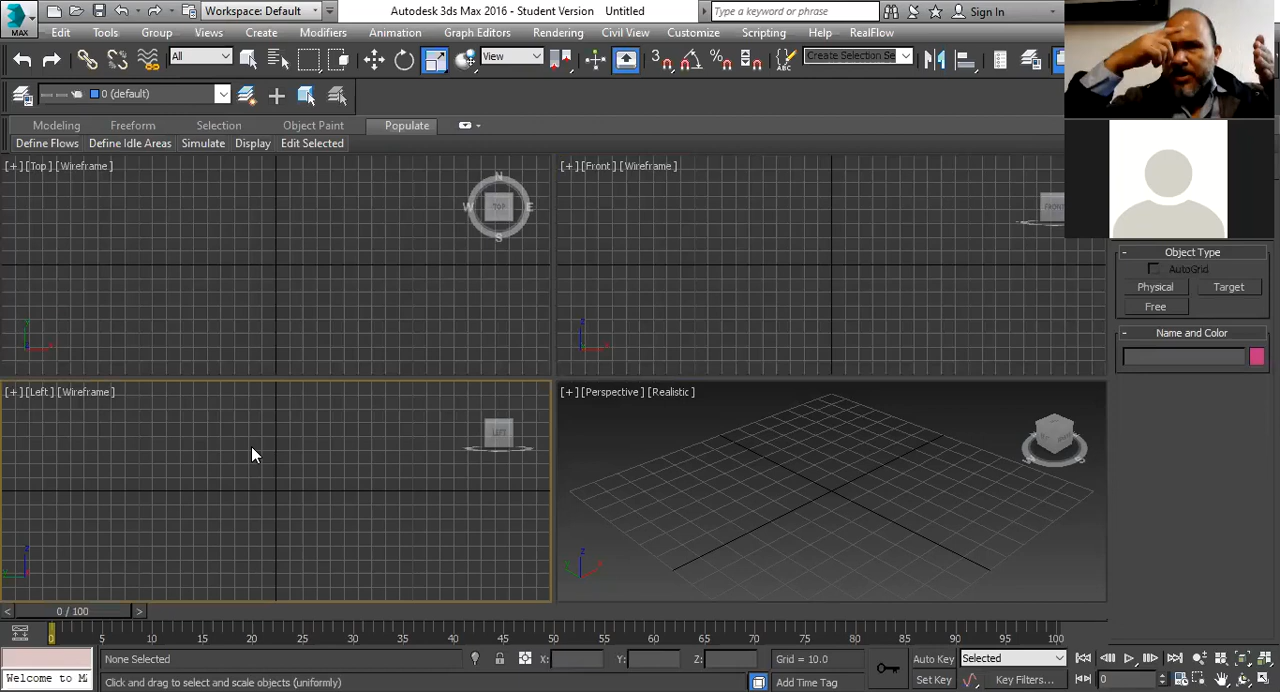 Workspace: Default
Autodesk 3ds Max 2016 - Student Version Untitled
Type a keyword or phrase
Sign In
MAX
Edit Tools Group Views Create Modifiers Animation Graph Editors Rendering Civil View Customize Scripting Help RealFlow
All
View
3
Create Selection Se
0 (default)
Modeling Freeform Selection Object Paint Populate
Define Flows Define Idle Areas Simulate Display Edit Selected
[+] [Top] [Wireframe]
[+] [Front] [Wireframe]
N
W TOP E
S
FRONT
Object Type
AutoGrid
Physical Target
Free
Name and Color
y
x
z
x
[+] [Left] [Wireframe]
[+] [Perspective] [Realistic]
LEFT
z
z
< 0 / 100 >
0 5 10 15 20 25 30 35 40 45 50 55 60 65 70 75 80 85 90 95 100
None Selected
X: Y: Z:
Grid = 10.0
Auto Key
Selected
Welcome to M
Click and drag to select and scale objects (uniformly)
Add Time Tag
Set Key
Key Filters...
0